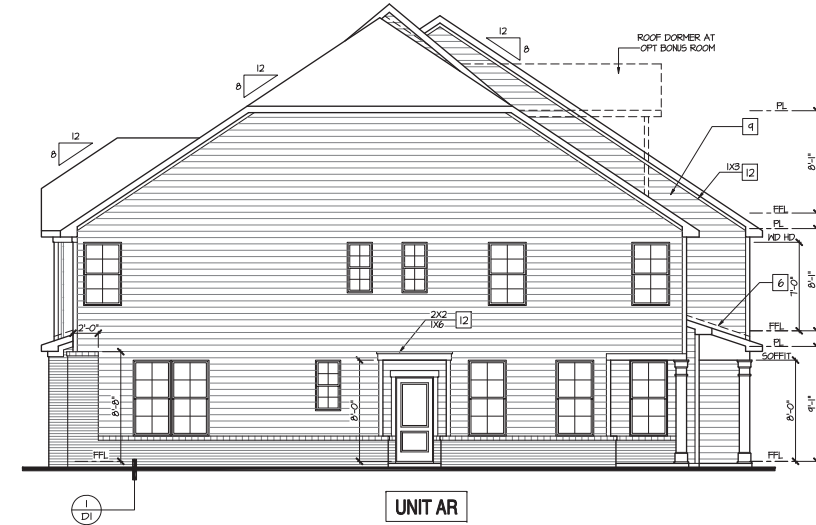 12
8
ROOF DORMER AT
OPT BONUS ROOM
12
8
PL
12
8
9
8'-1"
1X3 12
FFL
PL
WD HD
6
7'-0"
8'-1"
2X2
1X6 12
2'-0"
FFL
PL
SOFFIT
8'-8"
8'-0"
8'-0"
9'-1"
FFL
FFL
1
D1
UNIT AR